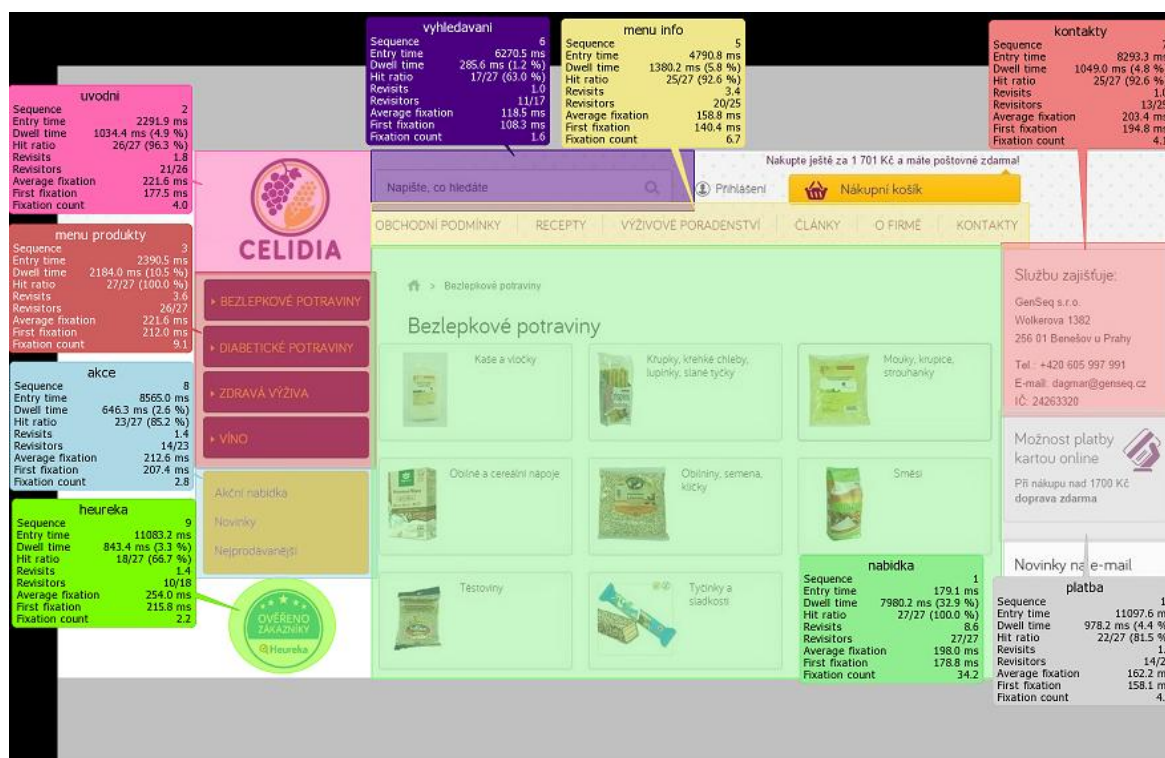 vyhledavani
Sequence 6
Entry time 6270.5 ms
Dwell time 285.6 ms (1.2 %)
Hit ratio 17/27 (63.0 %)
Revisits 1.0
Revisitors 11/17
Average fixation 118.5 ms
First fixation 108.3 ms
Fixation count 1.6
menu info
Sequence 5
Entry time 4790.8 ms
Dwell time 1380.2 ms (5.8 %)
Hit ratio 25/27 (92.6 %)
Revisits 3.4
Revisitors 20/25
Average fixation 158.8 ms
First fixation 140.4 ms
Fixation count 6.7
kontakty
Sequence
Entry time 8293.3 ms
Dwell time 1049.0 ms (4.8 %)
Hit ratio 25/27 (92.6 %
Revisits 1.0
Revisitors 13/25
Average fixation 203.4 ms
First fixation 194.8 ms
Fixation count 4.
uvodni
Sequence 2
Entry time 2291.9 ms
Dwell time 1034.4 ms (4.9 %)
Hit ratio 26/27 (96.3 %)
Revisits 1.8
Revisitors 21/26
Average fixation 221.6 ms
First fixation 177.5 ms
Fixation count 4.0
menu produkty
Sequence 3
Entry time 2390.5 ms
Dwell time 2184.0 ms (10.5 %)
Hit ratio 27/27 (100.0 %)
Revisits 3.6
Revisitors 26/27
Average fixation 221.6 ms
First fixation 212.0 ms
Fixation count 9.1
akce
Sequence 8
Entry time 8565.0 ms
Dwell time 646.3 ms (2.6 %)
Hit ratio 23/27 (85.2 %)
Revisits 1.4
Revisitors 14/23
Average fixation 212.6 ms
First fixation 207.4 ms
Fixation count 2.8
heureka
Sequence 9
Entry time 11083.2 ms
Dwell time 843.4 ms (3.3 %)
Hit ratio 18/27 (66.7 %)
Revisits 1.4
Revisitors 10/18
Average fixation 254.0 ms
First fixation 215.8 ms
Fixation count 2.2
CELIDIA
Nakupte ještě za 1 701 Kč a máte poštovné zdarma!
Napište, co hledáte
Přihlášení
Nákupní košík
OBCHODNÍ PODMÍNKY RECEPTY VÝŽIVOVÉ PORADENSTVÍ ČLÁNKY O FIRMĚ KONTAKTY
BEZLEPKOVÉ POTRAVINY
DIABETICKÉ POTRAVINY
ZDRAVÁ VÝŽIVA
VÍNO
Akční nabídka
Novinky
Nejprodávanější
OVĚŘENO
ZÁKAZNÍKY
Heureka
> Bezlepkové potraviny
Bezlepkové potraviny
Kaše a vločky
Křupky, krehké chleby,
lupínky, slané tyčky
Mouky, krupice,
strouhanky
Obilné a cereální nápoje
Obilniny, semena,
klíčky
Směsi
Těstoviny
Tyčinky a
sladkosti
Službu zajišťuje:
GenSeq s.r.o.
Wolkerova 1382
256 01 Benešov u Prahy
Tel.: +420 605 997 991
E-mail: dagmar@genseq.cz
IČ: 24263320
Možnost platby
kartou online
Při nákupu nad 1700 Kč
doprava zdarma
Novinky na e-mail
nabidka
Sequence 1
Entry time 179.1 ms
Dwell time 7980.2 ms (32.9 %)
Hit ratio 27/27 (100.0 %)
Revisits 8.6
Revisitors 27/27
Average fixation 198.0 ms
First fixation 178.8 ms
Fixation count 34.2
platba
Sequence 1
Entry time 11097.6 m
Dwell time 978.2 ms (4.4 %
Hit ratio 22/27 (81.5 %
Revisits 1.
Revisitors 14/2
Average fixation 162.2 m
First fixation 158.1 m
Fixation count 4.